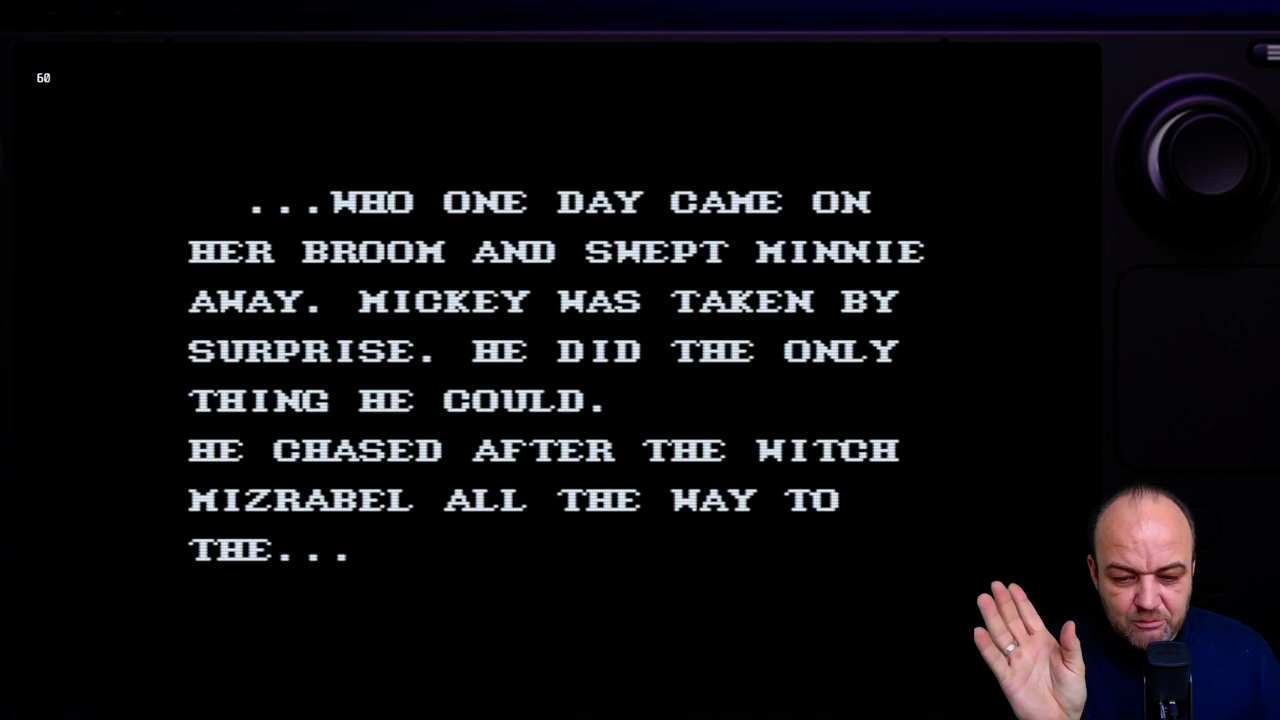 60
...WHO ONE DAY CAME ON
HER BROOM AND SWEPT MINNIE
AWAY. MICKEY WAS TAKEN BY
SURPRISE. HE DID THE ONLY
THING HE COULD.
HE CHASED AFTER THE WITCH
MIZRABEL ALL THE WAY TO
THE...